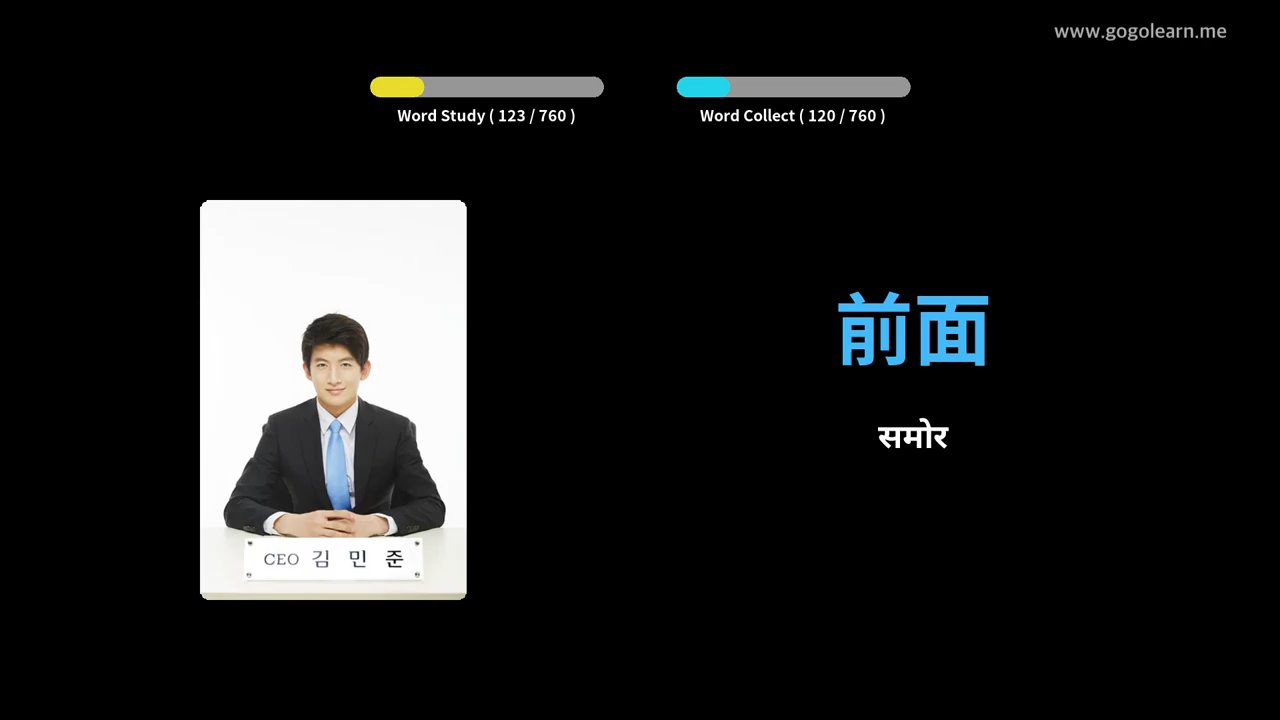 www.gogolearn.me
Word Study ( 123 / 760 )
Word Collect ( 120 / 760 )
前面
समोर
CEO 김 민 준